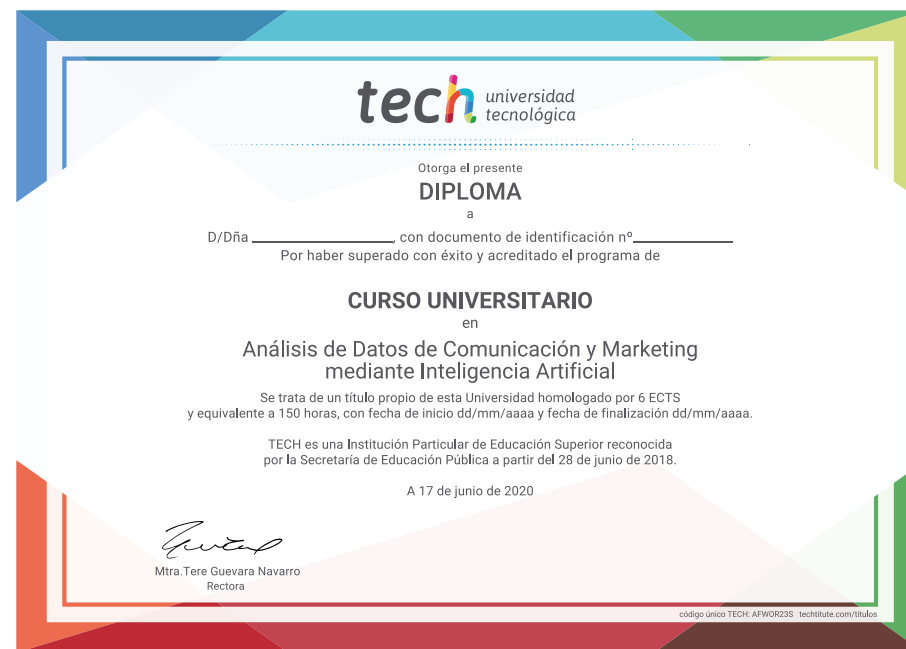 tech universidad
tecnológica
Otorga el presente
DIPLOMA
a
D/Dña ____________________, con documento de identificación nº______________
Por haber superado con éxito y acreditado el programa de
CURSO UNIVERSITARIO
en
Análisis de Datos de Comunicación y Marketing
mediante Inteligencia Artificial
Se trata de un título propio de esta Universidad homologado por 6 ECTS
y equivalente a 150 horas, con fecha de inicio dd/mm/aaaa y fecha de finalización dd/mm/aaaa.
TECH es una Institución Particular de Educación Superior reconocida
por la Secretaría de Educación Pública a partir del 28 de junio de 2018.
A 17 de junio de 2020
Mtra.Tere Guevara Navarro
Rectora
código único TECH: AFWOR23S techtitute.com/titulos